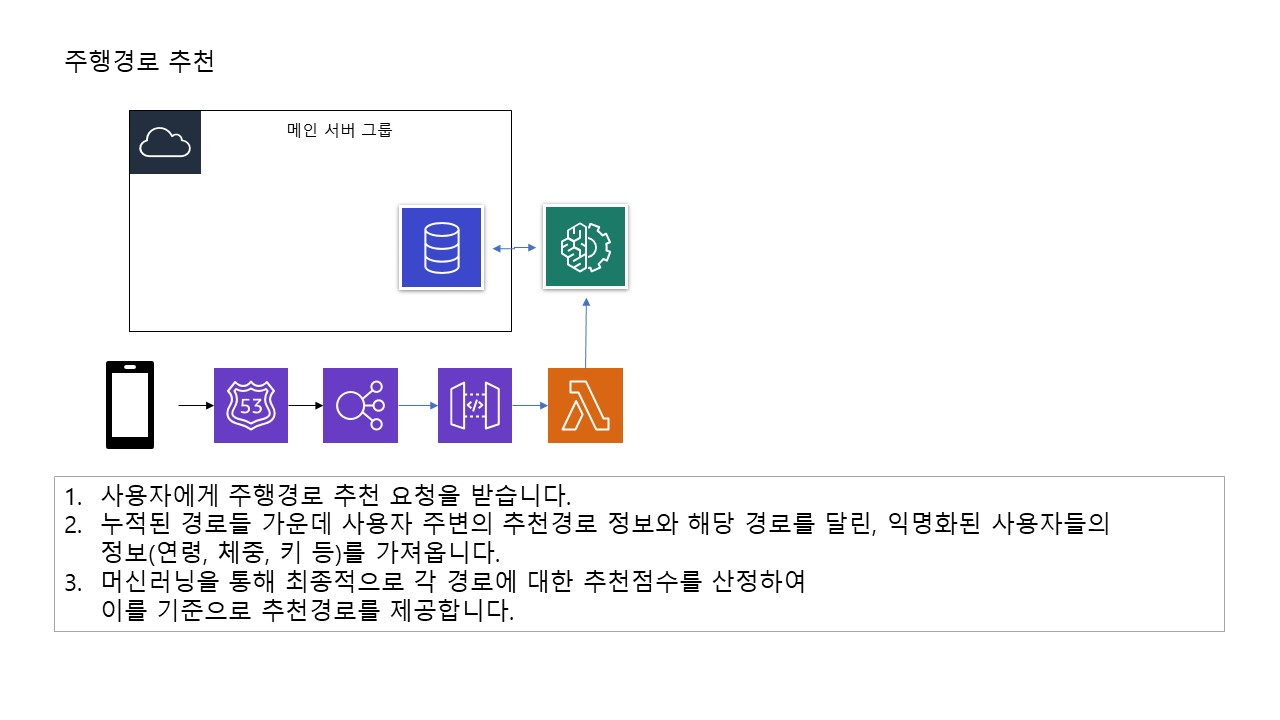 주행경로 추천
메인 서버 그룹
53
1. 사용자에게 주행경로 추천 요청을 받습니다.
2. 누적된 경로들 가운데 사용자 주변의 추천경로 정보와 해당 경로를 달린, 익명화된 사용자들의
정보(연령, 체중, 키 등)를 가져옵니다.
3. 머신러닝을 통해 최종적으로 각 경로에 대한 추천점수를 산정하여
이를 기준으로 추천경로를 제공합니다.